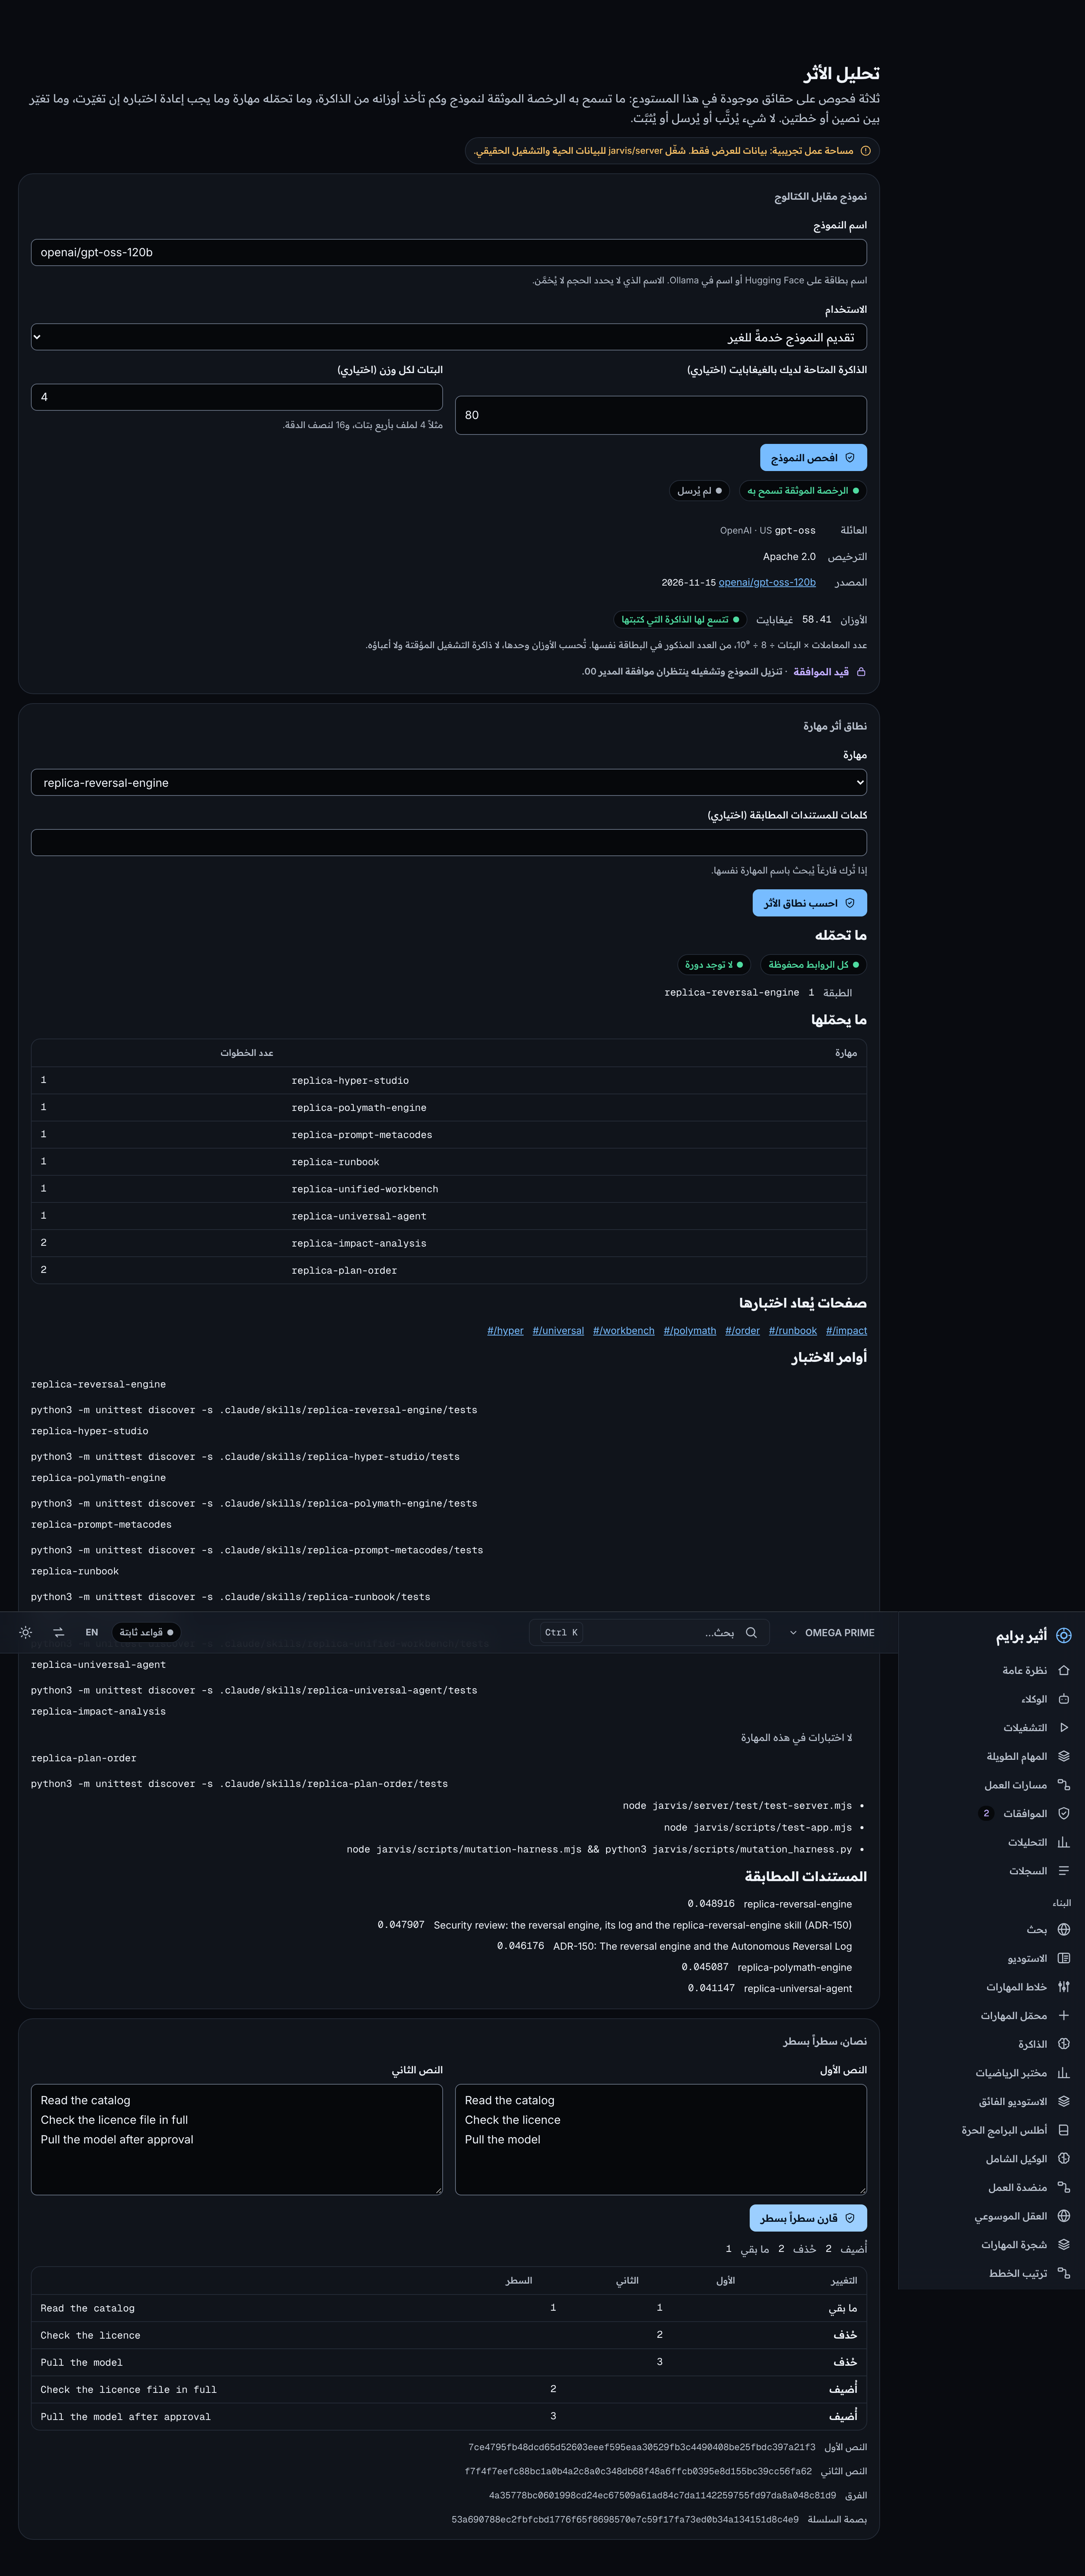 تحليل الأثر
ثلاثة فحوص على حقائق موجودة في هذا المستودع: ما تسمح به الرخصة الموثقة لنموذج وكم تأخذ أوزانه من الذاكرة، وما تحمّله مهارة وما يجب إعادة اختباره إن تغيّرت، وما تغيّر
بين نصين أو خطتين. لا شيء يُرتَّب أو يُرسل أو يُثبَّت.
مساحة عمل تجريبية: بيانات للعرض فقط. شغّل jarvis/server للبيانات الحية والتشغيل الحقيقي.
نموذج مقابل الكتالوج
اسم النموذج
openai/gpt-oss-120b
اسم بطاقة على Hugging Face أو اسم في Ollama. الاسم الذي لا يحدد الحجم لا يُخمَّن.
الاستخدام
تقديم النموذج خدمةً للغير
الذاكرة المتاحة لديك بالغيغابايت (اختياري)
80
البتات لكل وزن (اختياري)
4
مثلاً 4 لملف بأربع بتات، و16 لنصف الدقة.
افحص النموذج
الرخصة الموثقة تسمح به
لم يُرسل
العائلة gpt-oss OpenAI · US
الترخيص Apache 2.0
المصدر openai/gpt-oss-120b 2026-11-15
الأوزان 58.41 غيغابايت تتسع لها الذاكرة التي كتبتها
عدد المعاملات × البتات ÷ 8 ÷ 10⁹، من العدد المذكور في البطاقة نفسها. تُحسب الأوزان وحدها، لا ذاكرة التشغيل المؤقتة ولا أعباؤه.
قيد الموافقة · تنزيل النموذج وتشغيله ينتظران موافقة المدير 00.
نطاق أثر مهارة
مهارة
replica-reversal-engine
كلمات للمستندات المطابقة (اختياري)
إذا تُرك فارغاً يُبحث باسم المهارة نفسها.
احسب نطاق الأثر
ما تحمّله
كل الروابط محفوظة
لا توجد دورة
الطبقة 1 replica-reversal-engine
ما يحمّلها
مهارة عدد الخطوات
replica-hyper-studio 1
replica-polymath-engine 1
replica-prompt-metacodes 1
replica-runbook 1
replica-unified-workbench 1
replica-universal-agent 1
replica-impact-analysis 2
replica-plan-order 2
صفحات يُعاد اختبارها
#/impact #/runbook #/order #/polymath #/workbench #/universal #/hyper
أوامر الاختبار
replica-reversal-engine
python3 -m unittest discover -s .claude/skills/replica-reversal-engine/tests
replica-hyper-studio
python3 -m unittest discover -s .claude/skills/replica-hyper-studio/tests
replica-polymath-engine
python3 -m unittest discover -s .claude/skills/replica-polymath-engine/tests
replica-prompt-metacodes
python3 -m unittest discover -s .claude/skills/replica-prompt-metacodes/tests
replica-runbook
python3 -m unittest discover -s .claude/skills/replica-runbook/tests
أثير برايم
OMEGA PRIME
بحث...
Ctrl K
قواعد ثابتة
EN
replica-universal-agent
python3 -m unittest discover -s .claude/skills/replica-universal-agent/tests
replica-impact-analysis
لا اختبارات في هذه المهارة
replica-plan-order
python3 -m unittest discover -s .claude/skills/replica-plan-order/tests
node jarvis/server/test/test-server.mjs
node jarvis/scripts/test-app.mjs
node jarvis/scripts/mutation-harness.mjs && python3 jarvis/scripts/mutation_harness.py
المستندات المطابقة
replica-reversal-engine 0.048916
Security review: the reversal engine, its log and the replica-reversal-engine skill (ADR-150) 0.047907
ADR-150: The reversal engine and the Autonomous Reversal Log 0.046176
replica-polymath-engine 0.045087
replica-universal-agent 0.041147
نظرة عامة
الوكلاء
التشغيلات
المهام الطويلة
مسارات العمل
الموافقات 2
التحليلات
السجلات
البناء
بحث
الاستوديو
خلاط المهارات
محمّل المهارات
الذاكرة
مختبر الرياضيات
الاستوديو الفائق
أطلس البرامج الحرة
الوكيل الشامل
منضدة العمل
العقل الموسوعي
شجرة المهارات
ترتيب الخطط
نصان، سطراً بسطر
النص الأول
Read the catalog
Check the licence
Pull the model
النص الثاني
Read the catalog
Check the licence file in full
Pull the model after approval
قارن سطراً بسطر
أُضيف 2 حُذف 2 ما بقي 1
التغيير الأول الثاني السطر
ما بقي 1 1 Read the catalog
حُذف 2 Check the licence
حُذف 3 Pull the model
أُضيف 2 Check the licence file in full
أُضيف 3 Pull the model after approval
النص الأول 7ce4795fb48dcd65d52603eeef595eaa30529fb3c4490408be25fbdc397a21f3
النص الثاني f7f4f7eefc88bc1a0b4a2c8a0c348db68f48a6ffcb0395e8d155bc39cc56fa62
الفرق 4a35778bc0601998cd24ec67509a61ad84c7da1142259755fd97da8a048c81d9
بصمة السلسلة 53a690788ec2fbfcbd1776f65f8698570e7c59f17fa73ed0b34a134151d8c4e9